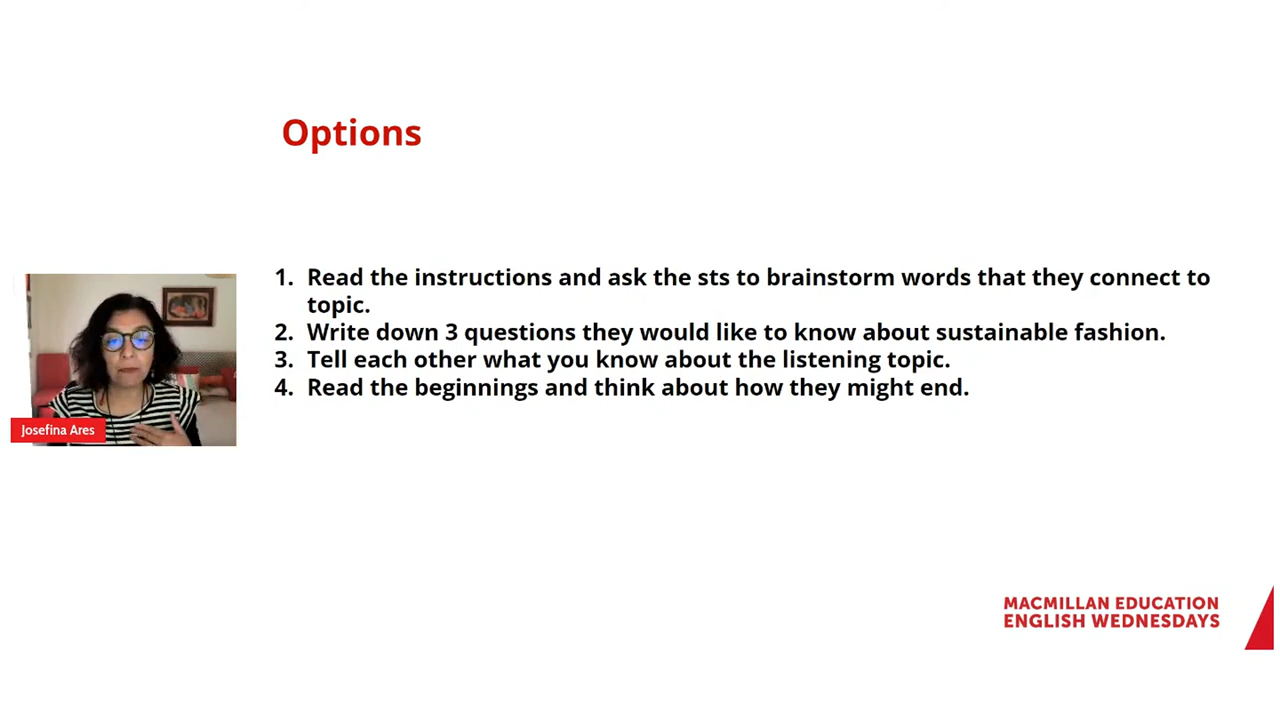 Options
1. Read the instructions and ask the sts to brainstorm words that they connect to
topic.
2. Write down 3 questions they would like to know about sustainable fashion.
3. Tell each other what you know about the listening topic.
4. Read the beginnings and think about how they might end.
Josefina Ares
MACMILLAN EDUCATION
ENGLISH WEDNESDAYS